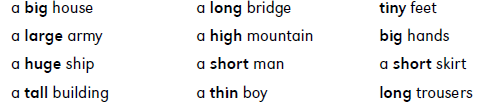 a big house
a large army
a huge ship
a tall building
a long bridge
a high mountain
a short man
a thin boy
tiny feet
big hands
a short skirt
long trousers